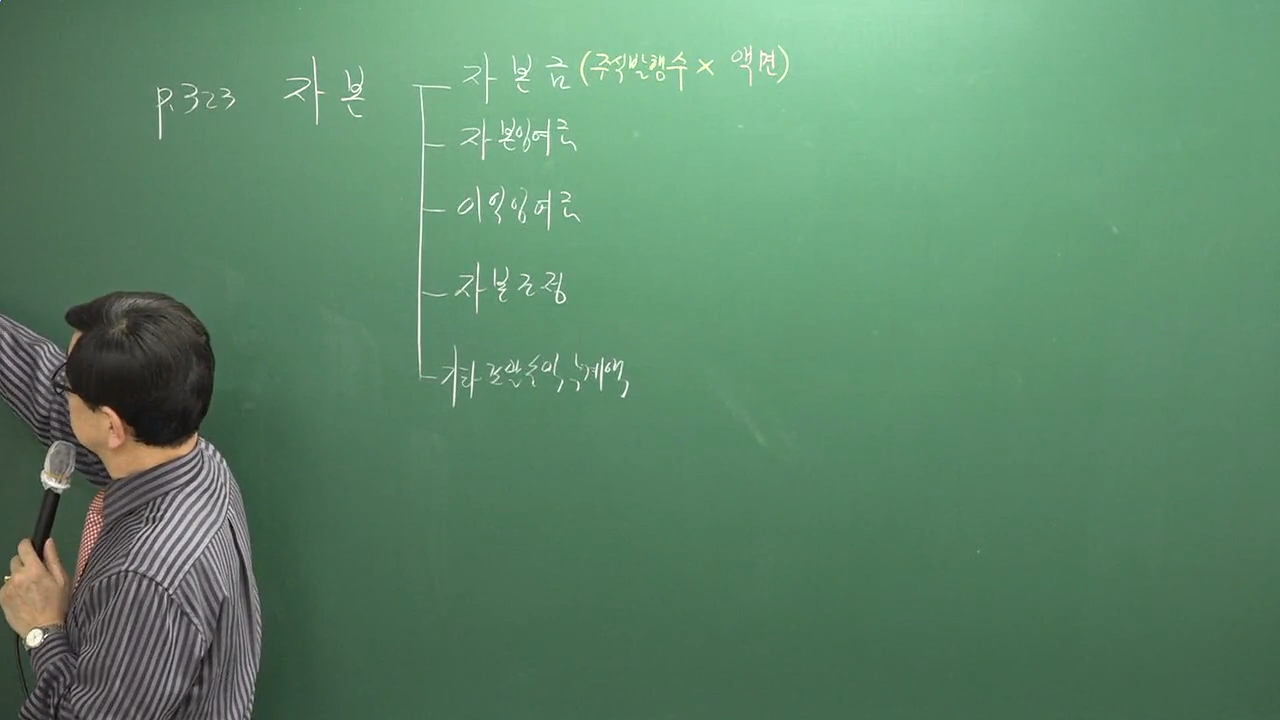 p.323 자본
자본금 (주식발행수 × 액면)
자본잉여금
이익잉여금
자본조정
기타포괄손익누계액